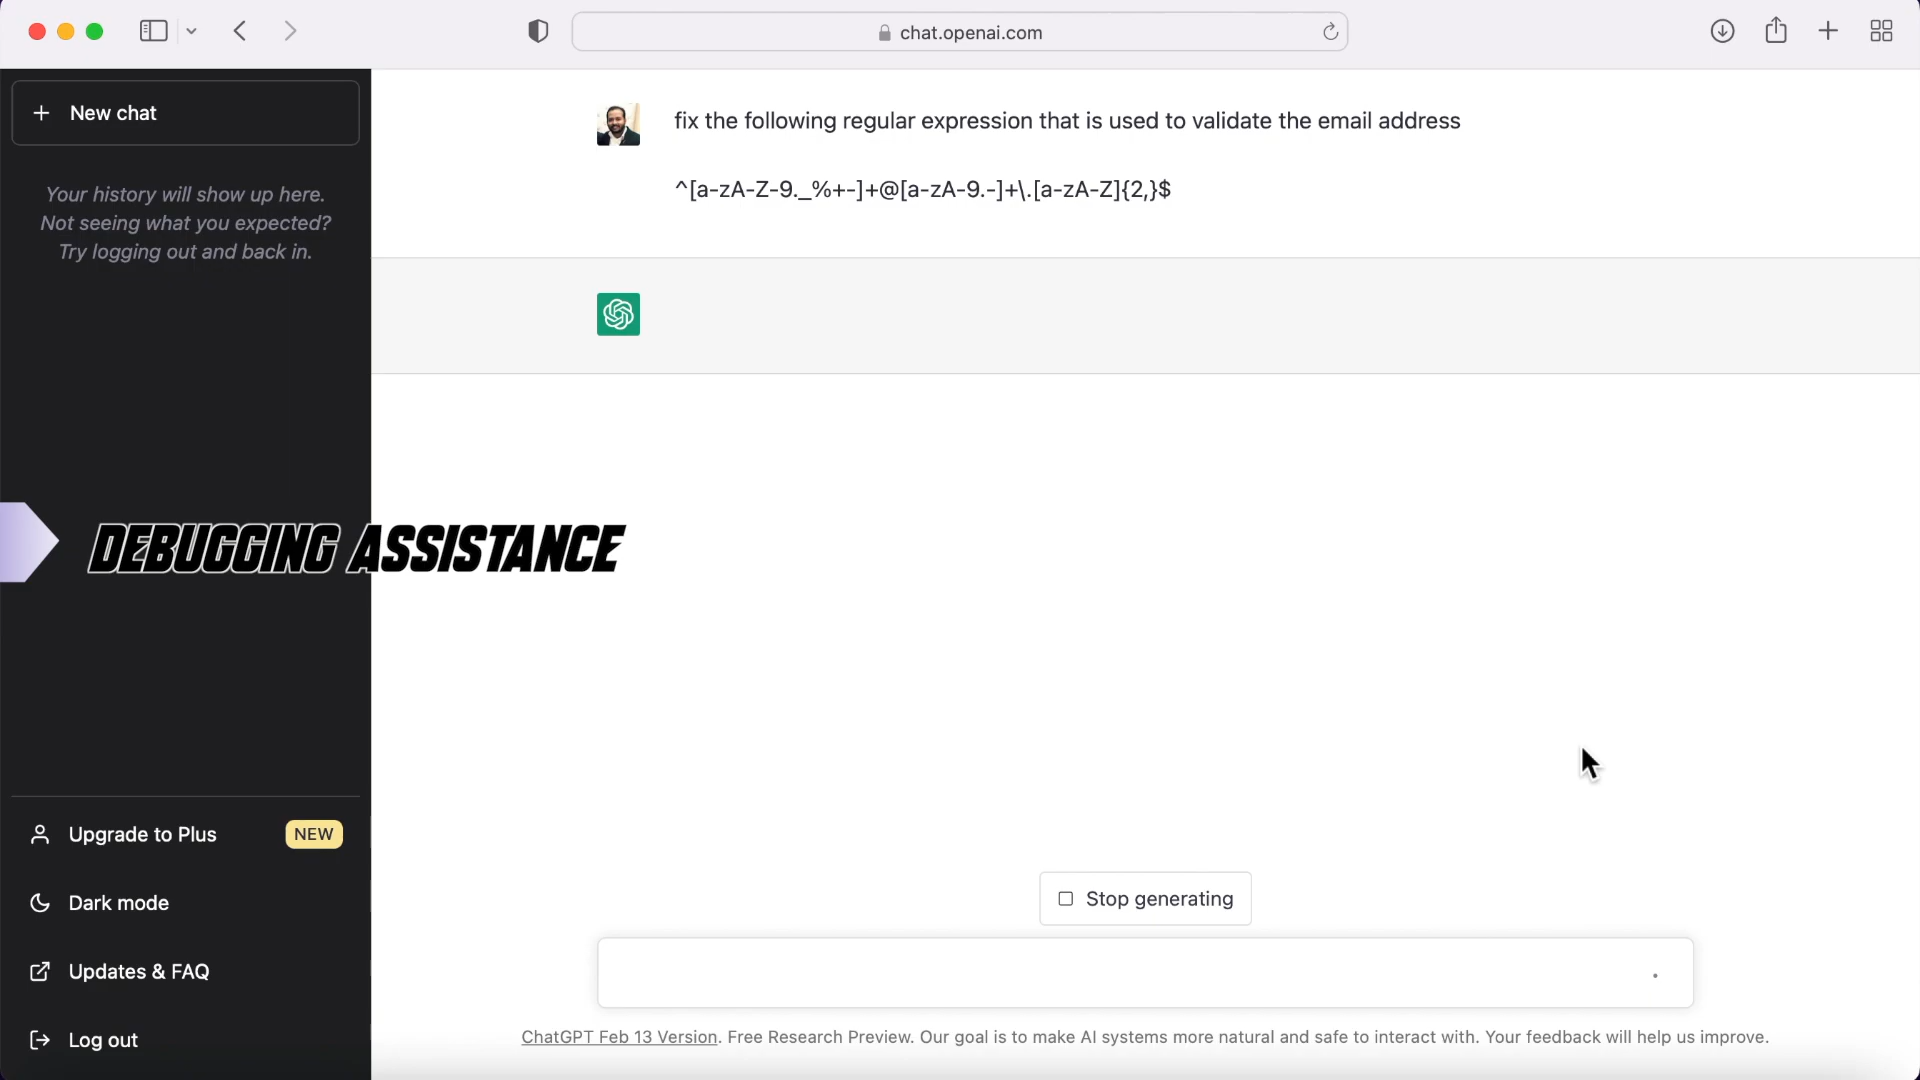 chat.openai.com
New chat
Your history will show up here.
Not seeing what you expected?
Try logging out and back in.
fix the following regular expression that is used to validate the email address
^[a-zA-Z-9._%+-]+@[a-zA-9.-]+\.[a-zA-Z]{2,}$
DEBUGGING ASSISTANCE
Upgrade to Plus NEW
Dark mode
Updates & FAQ
Log out
Stop generating
ChatGPT Feb 13 Version. Free Research Preview. Our goal is to make AI systems more natural and safe to interact with. Your feedback will help us improve.